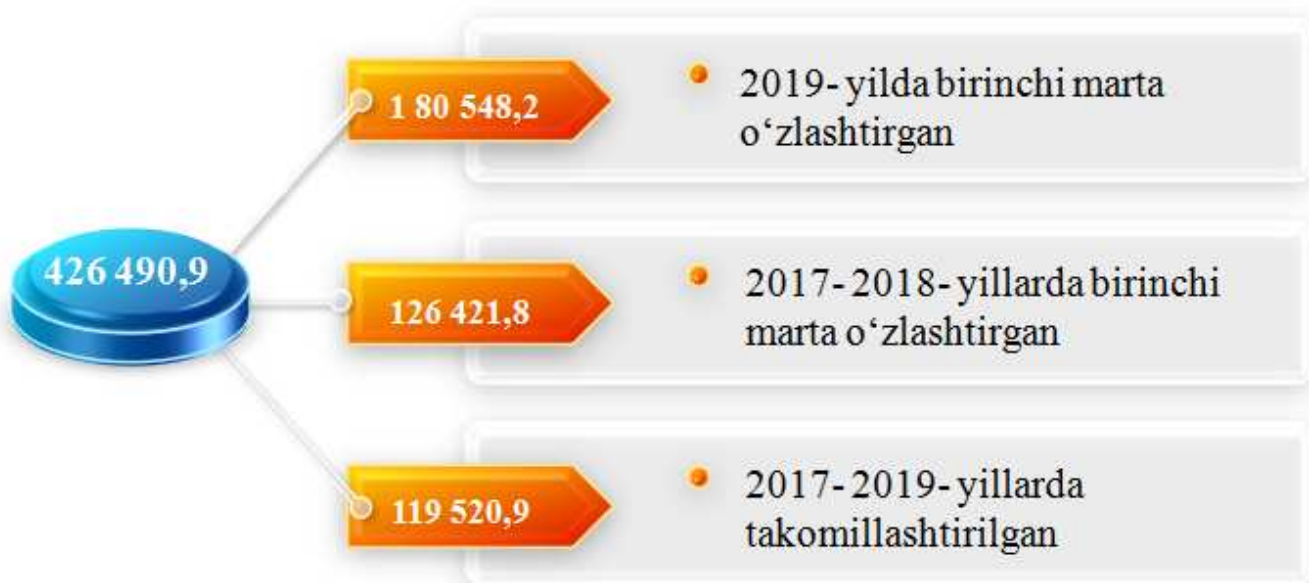 1 80 548,2
2019- yilda birinchi marta
o‘zlashtirgan
426 490,9
126 421,8
2017- 2018- yillarda birinchi
marta o‘zlashtirgan
119 520,9
2017- 2019- yillarda
takomillashtirilgan